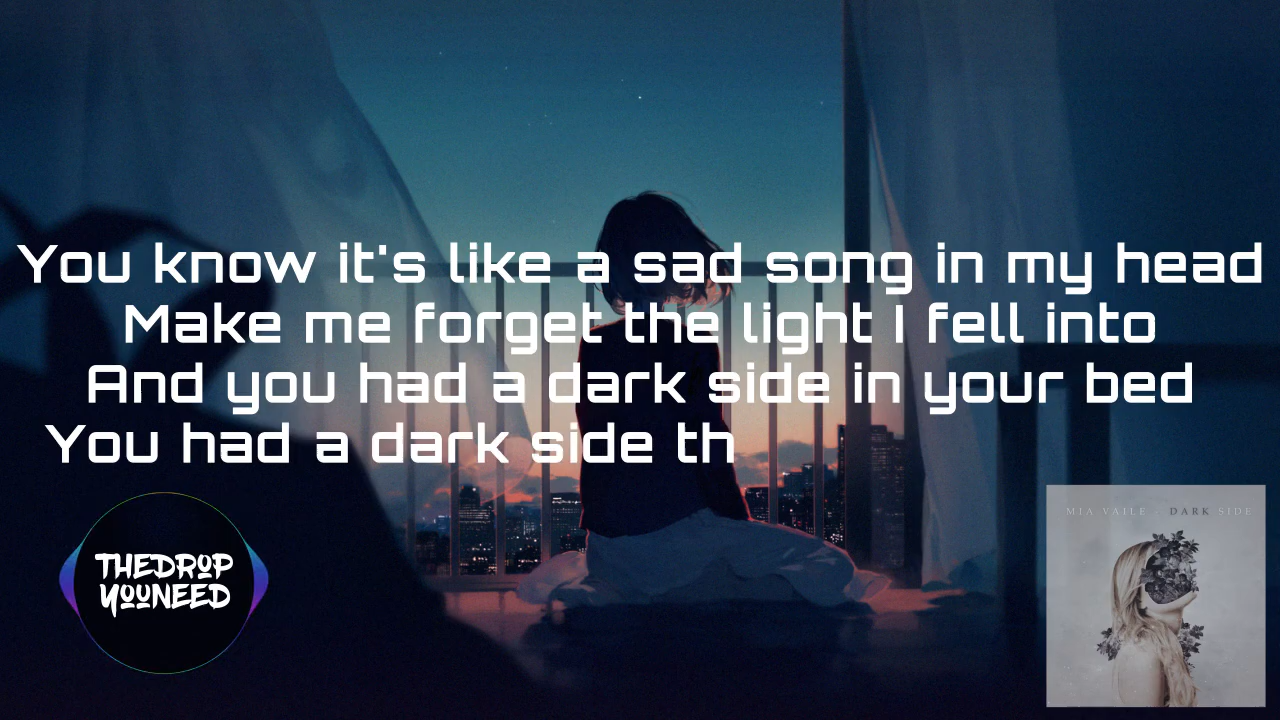 You know it's like a sad song in my head
Make me forget the light I fell into
And you had a dark side in your bed
You had a dark side th
THEDROP
YOUNEED
MIA VAILE DARK SIDE